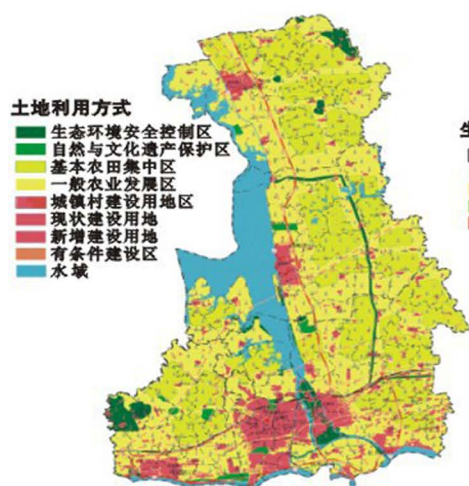 土地利用方式
生态环境安全控制区
自然与文化遗产保护区
基本农田集中区
一般农业发展区
城镇村建设用地区
现状建设用地
新增建设用地
有条件建设区
水域